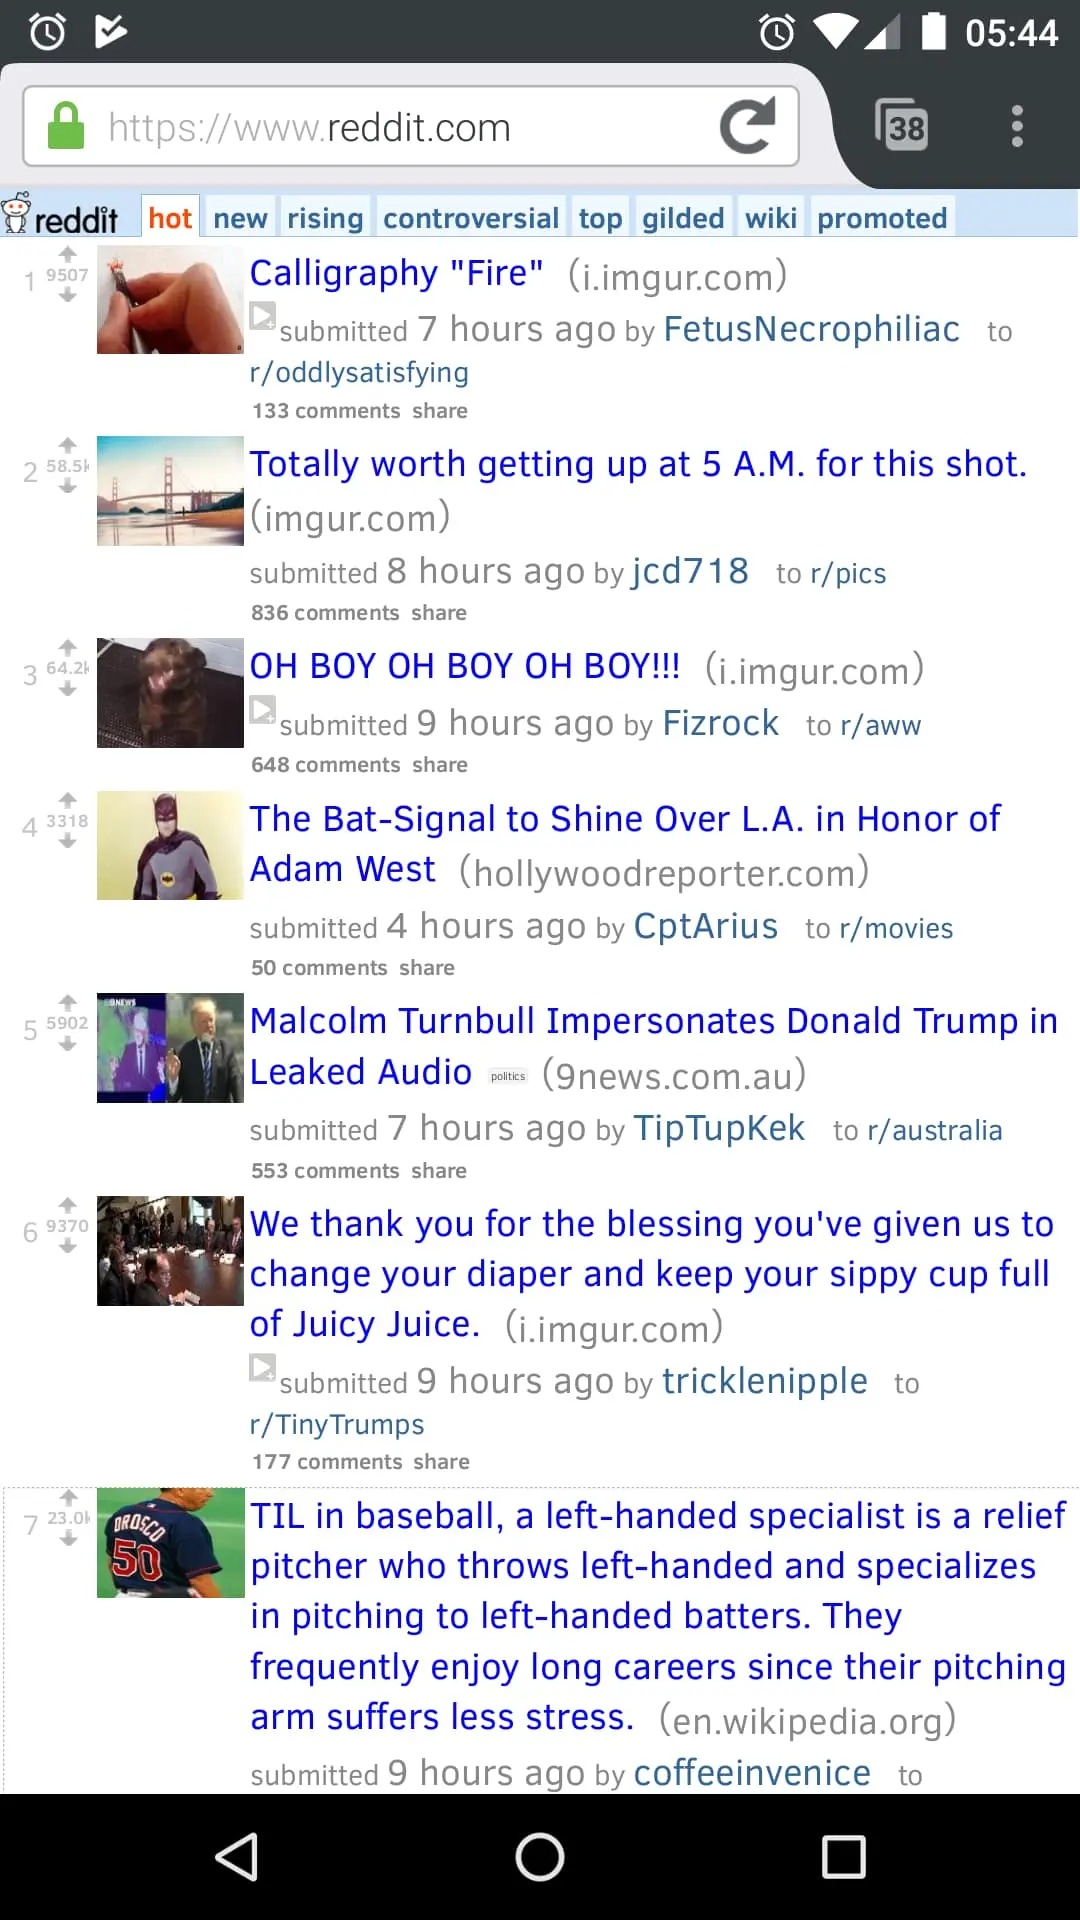 05:44
https://www.reddit.com
38
reddit hot new rising controversial top gilded wiki promoted
1 9507 Calligraphy "Fire" (i.imgur.com)
submitted 7 hours ago by FetusNecrophiliac to
r/oddlysatisfying
133 comments share
2 58.5k Totally worth getting up at 5 A.M. for this shot.
(imgur.com)
submitted 8 hours ago by jcd718 to r/pics
836 comments share
3 64.2k OH BOY OH BOY OH BOY!!! (i.imgur.com)
submitted 9 hours ago by Fizrock to r/aww
648 comments share
4 3318 The Bat-Signal to Shine Over L.A. in Honor of
Adam West (hollywoodreporter.com)
submitted 4 hours ago by CptArius to r/movies
50 comments share
9NEWS
5 5902 Malcolm Turnbull Impersonates Donald Trump in
Leaked Audio politics (9news.com.au)
submitted 7 hours ago by TipTupKek to r/australia
553 comments share
6 9370 We thank you for the blessing you've given us to
change your diaper and keep your sippy cup full
of Juicy Juice. (i.imgur.com)
submitted 9 hours ago by tricklenipple to
r/TinyTrumps
177 comments share
OROSCO
50
7 23.0k TIL in baseball, a left-handed specialist is a relief
pitcher who throws left-handed and specializes
in pitching to left-handed batters. They
frequently enjoy long careers since their pitching
arm suffers less stress. (en.wikipedia.org)
submitted 9 hours ago by coffeeinvenice to